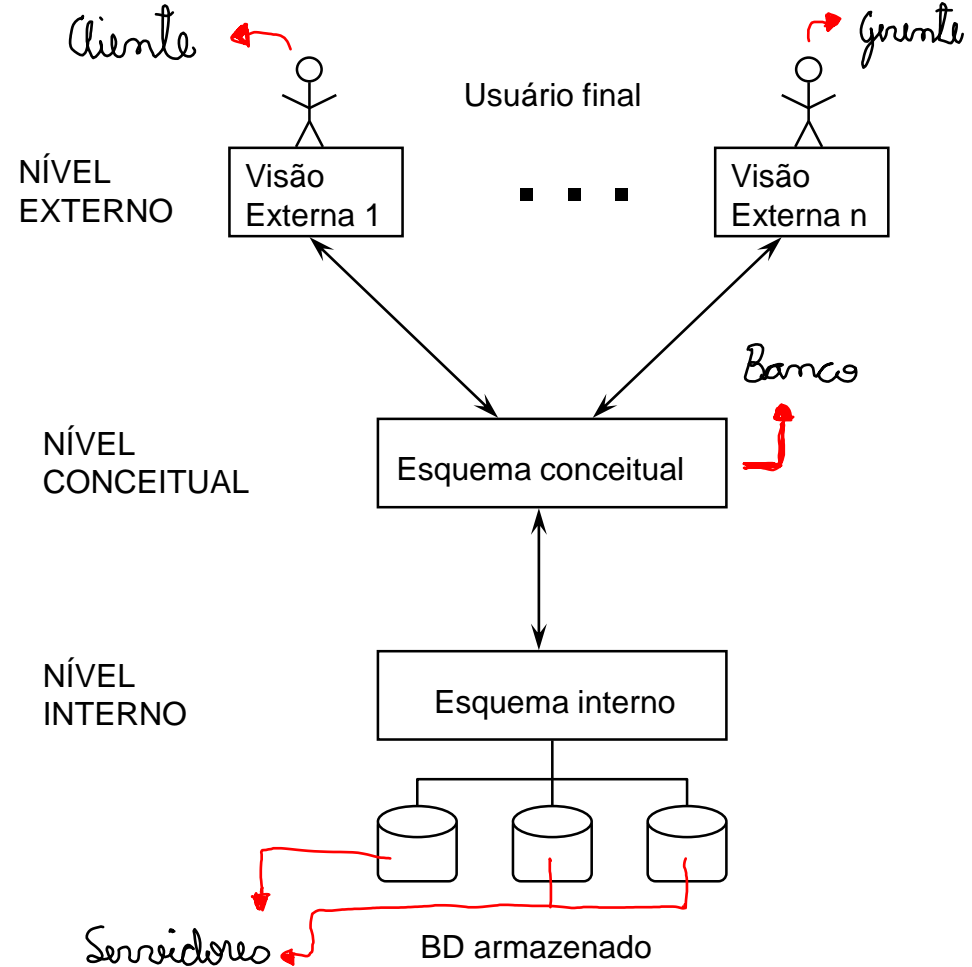 Cliente
Gerente
Usuário final
NÍVEL
EXTERNO
Visão
Externa 1
Visão
Externa n
Banco
NÍVEL
CONCEITUAL
Esquema conceitual
NÍVEL
INTERNO
Esquema interno
Servidores
BD armazenado